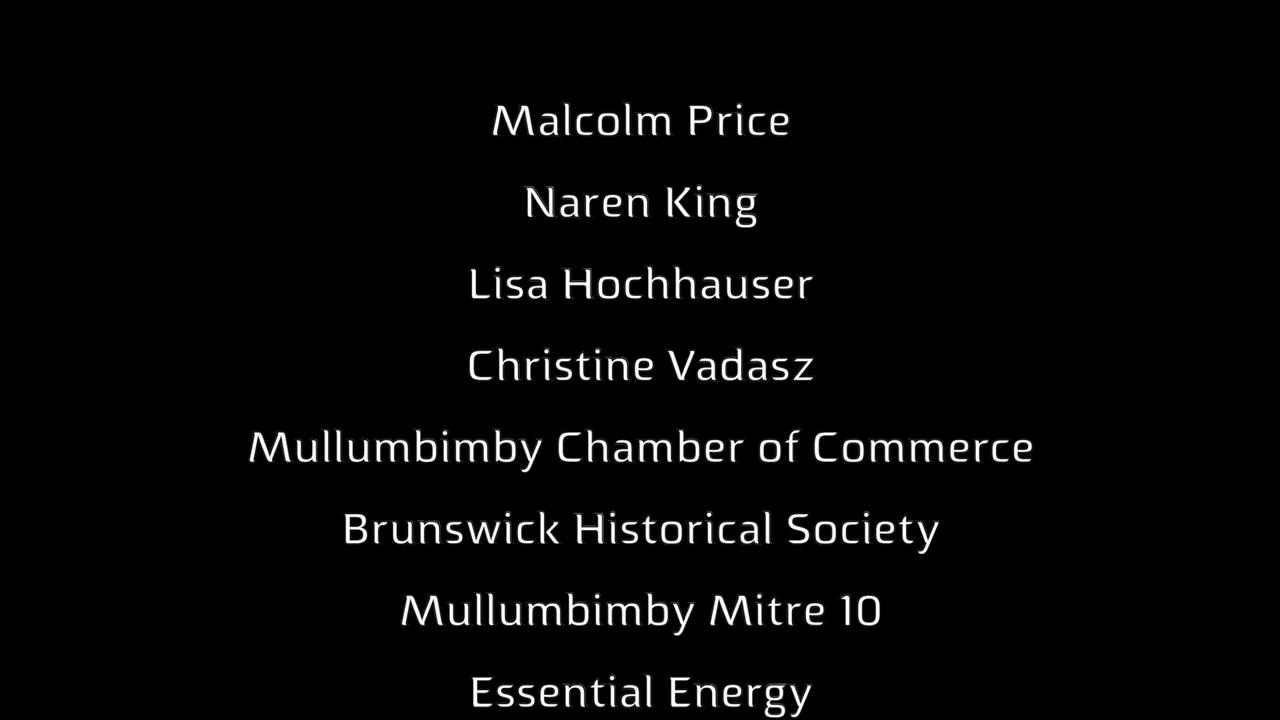 Malcolm Price
Naren King
Lisa Hochhauser
Christine Vadasz
Mullumbimby Chamber of Commerce
Brunswick Historical Society
Mullumbimby Mitre 10
Essential Energy